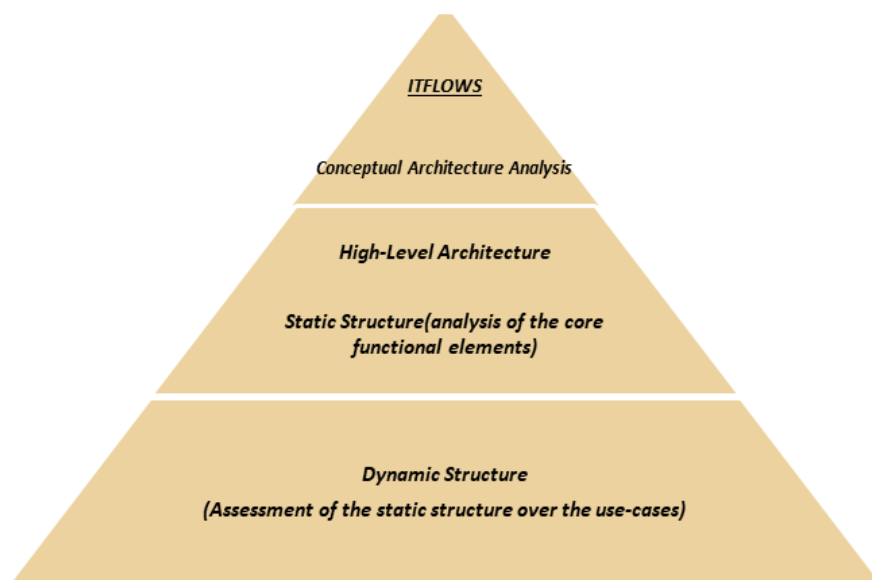 ITFLOWS
Conceptual Architecture Analysis
High-Level Architecture
Static Structure(analysis of the core
functional elements)
Dynamic Structure
(Assessment of the static structure over the use-cases)